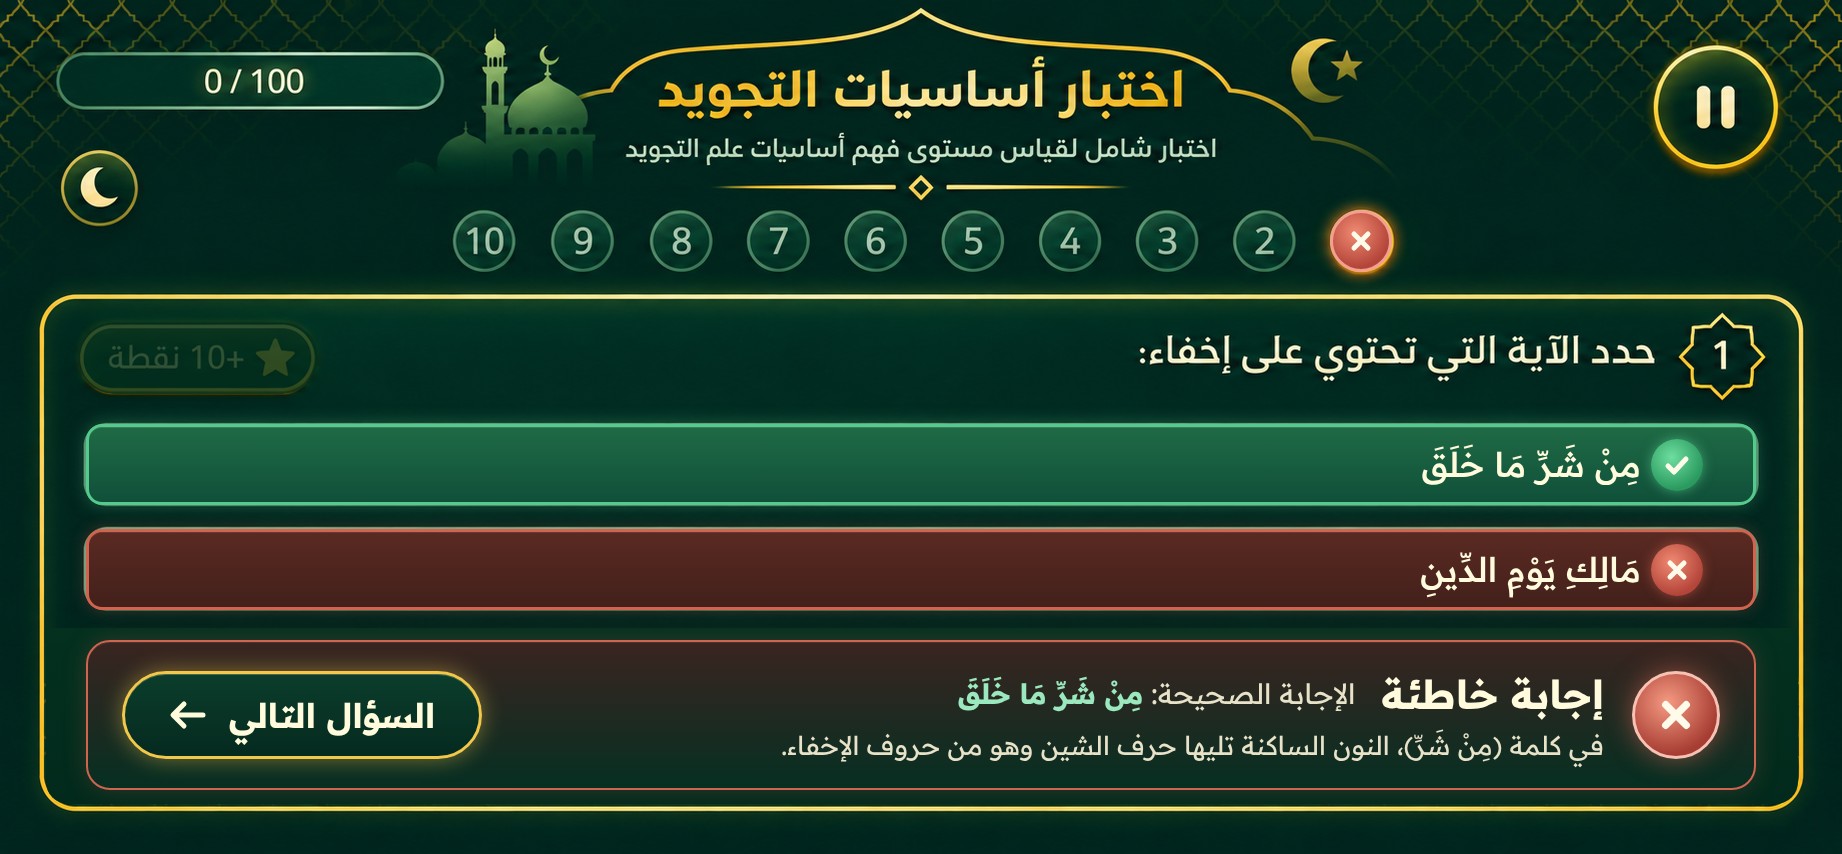 اختبار أساسيات التجويد
0 / 100
اختبار شامل لقياس مستوى فهم أساسيات علم التجويد
2 3 4 5 6 7 8 9 10
1 حدد الآية التي تحتوي على إخفاء:
+10 نقطة
مِنْ شَرِّ مَا خَلَقَ
مَالِكِ يَوْمِ الدِّينِ
إجابة خاطئة الإجابة الصحيحة: مِنْ شَرِّ مَا خَلَقَ
في كلمة (مِنْ شَرِّ)، النون الساكنة تليها حرف الشين وهو من حروف الإخفاء.
السؤال التالي